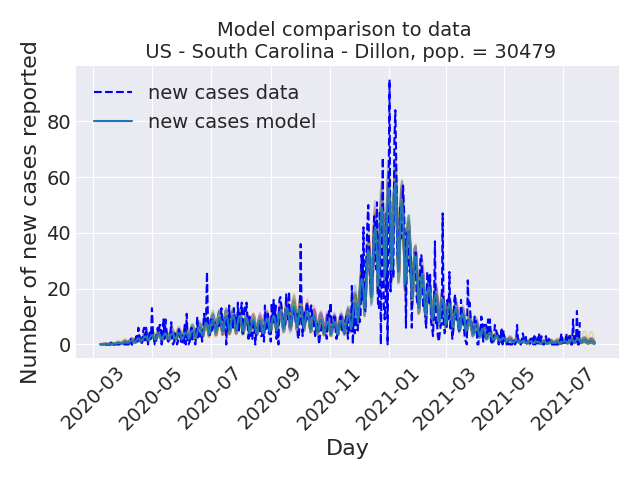 Model comparison to data
US - South Carolina - Dillon, pop. = 30479
Number of new cases reported
80
60
40
20
0
new cases data
new cases model
2020-03
2020-05
2020-07
2020-09
2020-11
2021-01
2021-03
2021-05
2021-07
Day